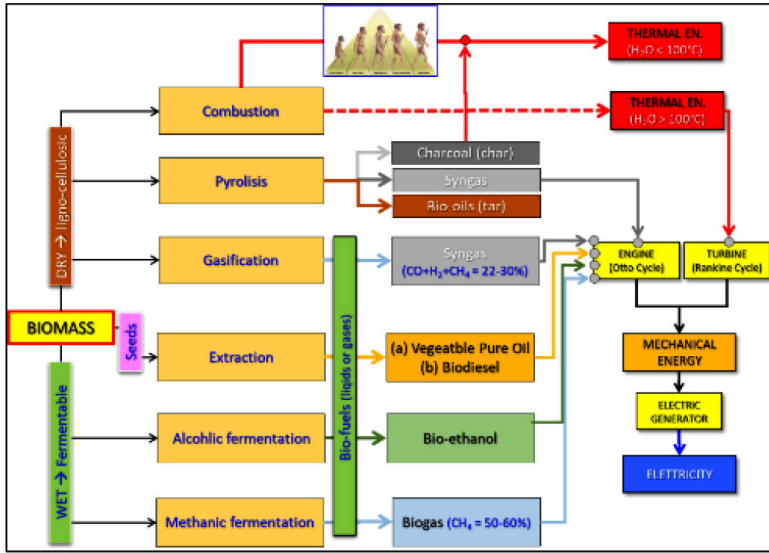 THERMAL EN.
(H₂O < 100°C)
Combustion
THERMAL EN.
(H₂O > 100°C)
DRY → ligno-cellulosic
Pyrolisis
Charcoal (char)
Syngas
Bio-oils (tar)
Gasification
Syngas
(CO+H₂+CH₄ = 22-30%)
ENGINE
(Otto Cycle)
TURBINE
(Rankine Cycle)
BIOMASS
Seeds
Extraction
Bio-fuels (liqids or gases)
(a) Vegeatble Pure Oil
(b) Biodiesel
MECHANICAL
ENERGY
WET → Fermentable
Alcohlic fermentation
Bio-ethanol
ELECTRIC
GENERATOR
ELETTRICITY
Methanic fermentation
Biogas (CH₄ = 50-60%)